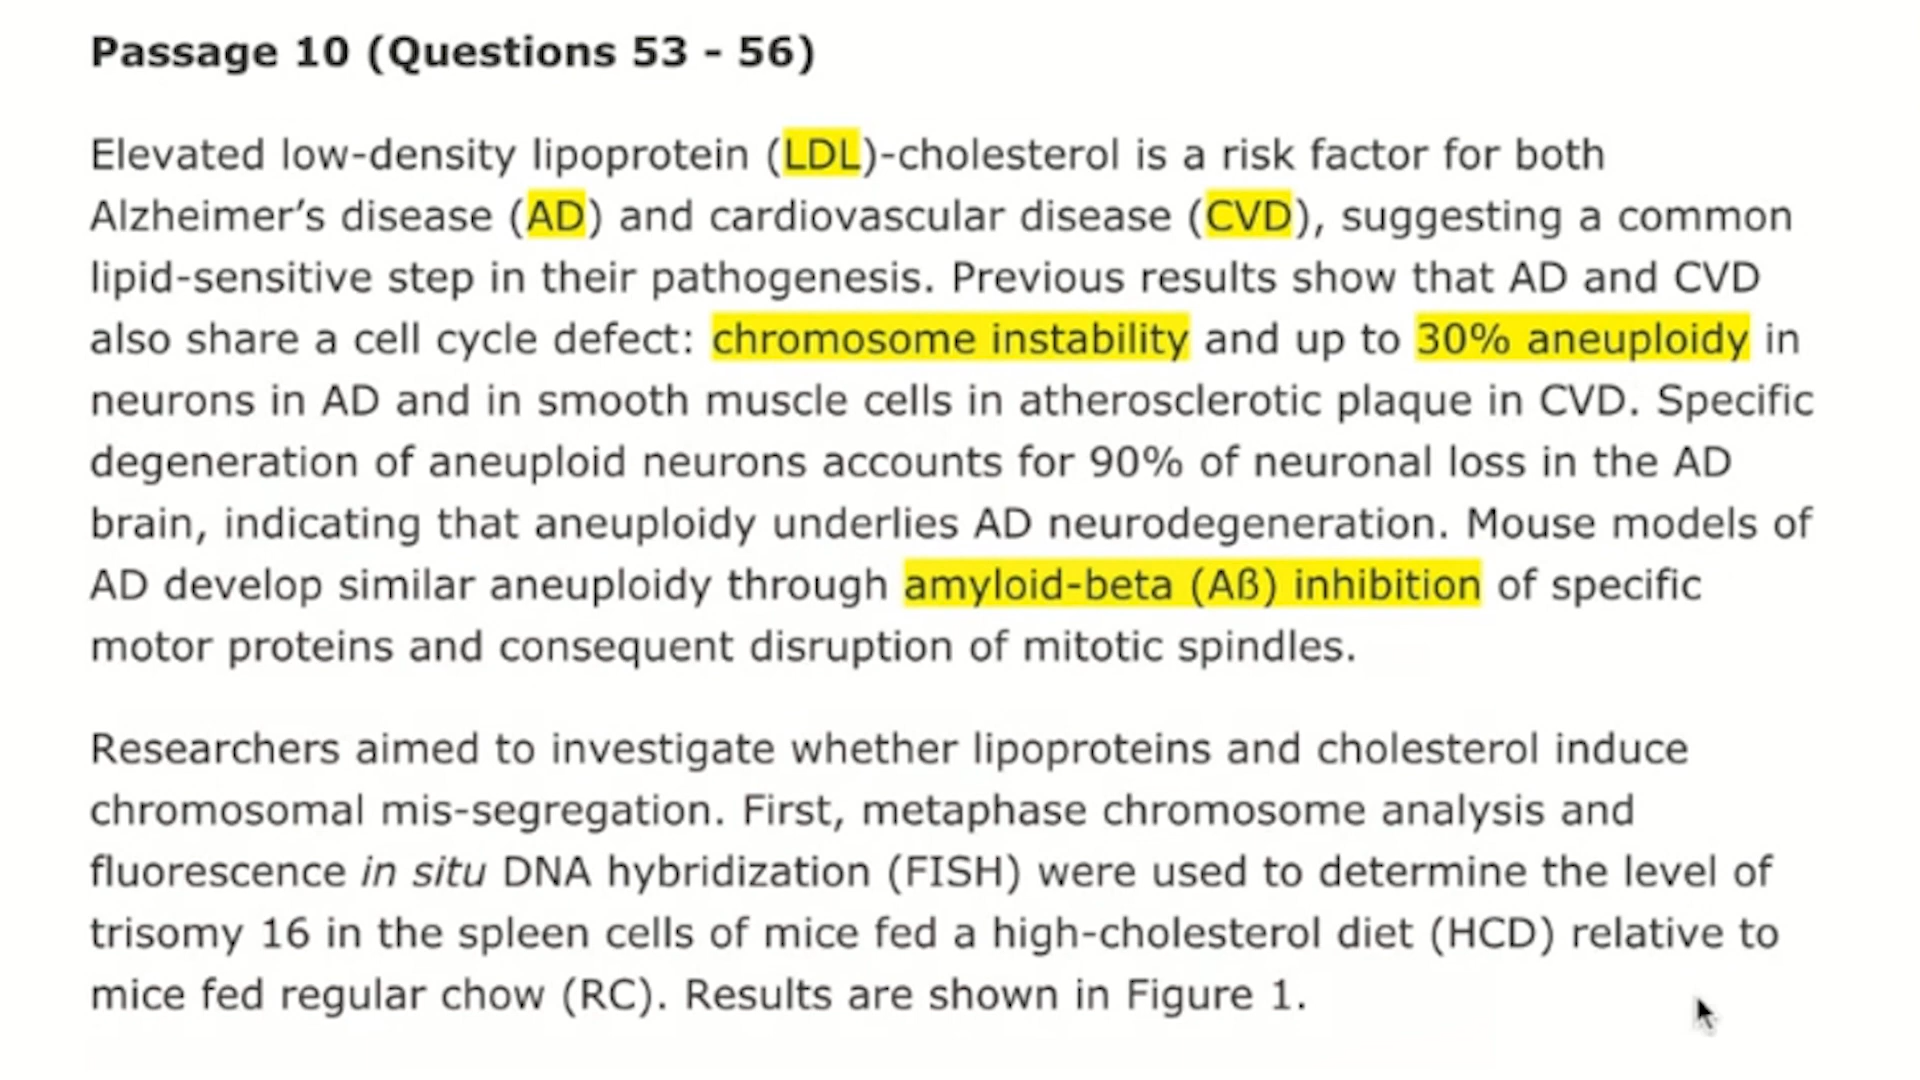 Passage 10 (Questions 53 - 56)
Elevated low-density lipoprotein (LDL)-cholesterol is a risk factor for both
Alzheimer’s disease (AD) and cardiovascular disease (CVD), suggesting a common
lipid-sensitive step in their pathogenesis. Previous results show that AD and CVD
also share a cell cycle defect: chromosome instability and up to 30% aneuploidy in
neurons in AD and in smooth muscle cells in atherosclerotic plaque in CVD. Specific
degeneration of aneuploid neurons accounts for 90% of neuronal loss in the AD
brain, indicating that aneuploidy underlies AD neurodegeneration. Mouse models of
AD develop similar aneuploidy through amyloid-beta (Aß) inhibition of specific
motor proteins and consequent disruption of mitotic spindles.
Researchers aimed to investigate whether lipoproteins and cholesterol induce
chromosomal mis-segregation. First, metaphase chromosome analysis and
fluorescence in situ DNA hybridization (FISH) were used to determine the level of
trisomy 16 in the spleen cells of mice fed a high-cholesterol diet (HCD) relative to
mice fed regular chow (RC). Results are shown in Figure 1.